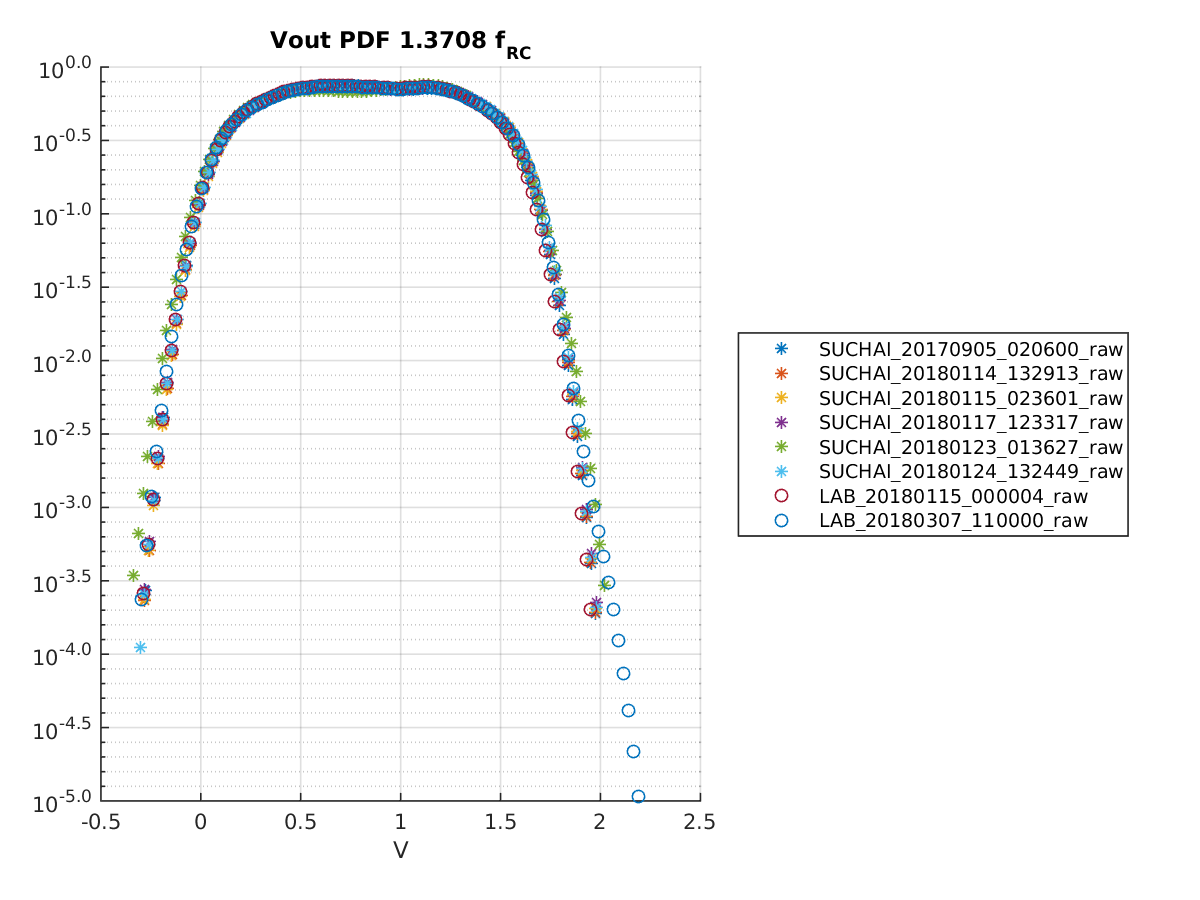 Vout PDF 1.3708 f_RC
10^0.0
10^-0.5
10^-1.0
10^-1.5
10^-2.0
10^-2.5
10^-3.0
10^-3.5
10^-4.0
10^-4.5
10^-5.0
-0.5 0 0.5 1 1.5 2 2.5
V
SUCHAI_20170905_020600_raw
SUCHAI_20180114_132913_raw
SUCHAI_20180115_023601_raw
SUCHAI_20180117_123317_raw
SUCHAI_20180123_013627_raw
SUCHAI_20180124_132449_raw
LAB_20180115_000004_raw
LAB_20180307_110000_raw